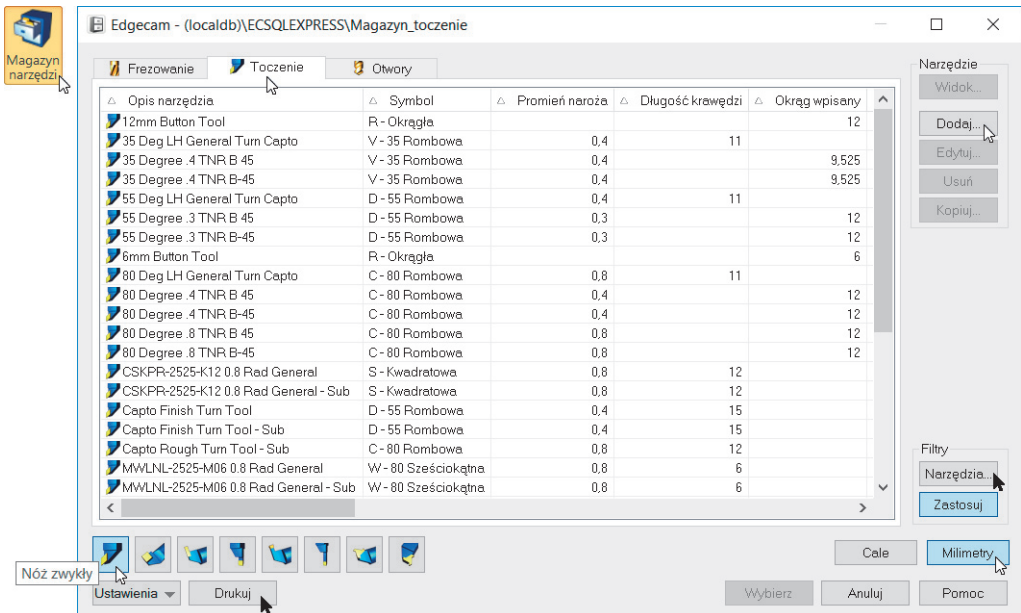 Magazyn
narzędzi
Edgecam - (localdb)\ECSQLEXPRESS\Magazyn_toczenie
Frezowanie Toczenie Otwory
Opis narzędzia Symbol Promień naroża Długość krawędzi Okrąg wpisany
12mm Button Tool R - Okrągła 12
35 Deg LH General Turn Capto V - 35 Rombowa 0,4 11
35 Degree .4 TNR B 45 V - 35 Rombowa 0,4 9,525
35 Degree .4 TNR B-45 V - 35 Rombowa 0,4 9,525
55 Deg LH General Turn Capto D - 55 Rombowa 0,4 11
55 Degree .3 TNR B 45 D - 55 Rombowa 0,3 12
55 Degree .3 TNR B-45 D - 55 Rombowa 0,3 12
6mm Button Tool R - Okrągła 6
80 Deg LH General Turn Capto C - 80 Rombowa 0,8 11
80 Degree .4 TNR B 45 C - 80 Rombowa 0,4 12
80 Degree .4 TNR B-45 C - 80 Rombowa 0,4 12
80 Degree .8 TNR B 45 C - 80 Rombowa 0,8 12
80 Degree .8 TNR B-45 C - 80 Rombowa 0,8 12
CSKPR-2525-K12 0.8 Rad General S - Kwadratowa 0,8 12
CSKPR-2525-K12 0.8 Rad General - Sub S - Kwadratowa 0,8 12
Capto Finish Turn Tool D - 55 Rombowa 0,4 15
Capto Finish Turn Tool - Sub D - 55 Rombowa 0,4 15
Capto Rough Turn Tool - Sub C - 80 Rombowa 0,8 12
MWLNL-2525-M06 0.8 Rad General W - 80 Sześciokątna 0,8 6
MWLNL-2525-M06 0.8 Rad General - Sub W - 80 Sześciokątna 0,8 6
Narzędzie
Widok...
Dodaj...
Edytuj...
Usuń
Kopiuj...
Filtry
Narzędzia...
Zastosuj
Cale Milimetry
Nóż zwykły
Ustawienia Drukuj Wybierz Anuluj Pomoc